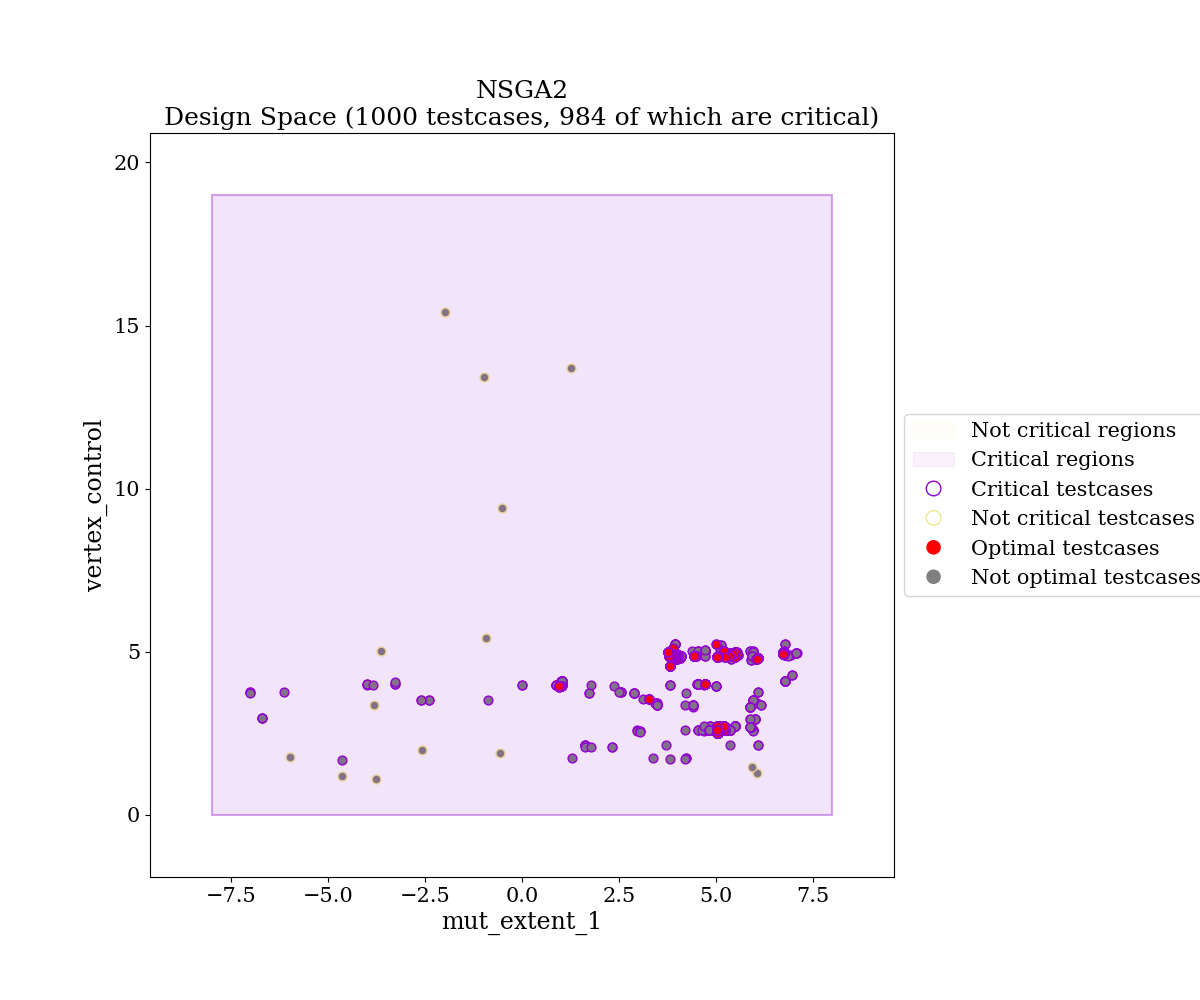 NSGA2
Design Space (1000 testcases, 984 of which are critical)
20
15
10
5
0
vertex_control
−7.5
−5.0
−2.5
0.0
2.5
5.0
7.5
mut_extent_1
Not critical regions
Critical regions
Critical testcases
Not critical testcases
Optimal testcases
Not optimal testcases